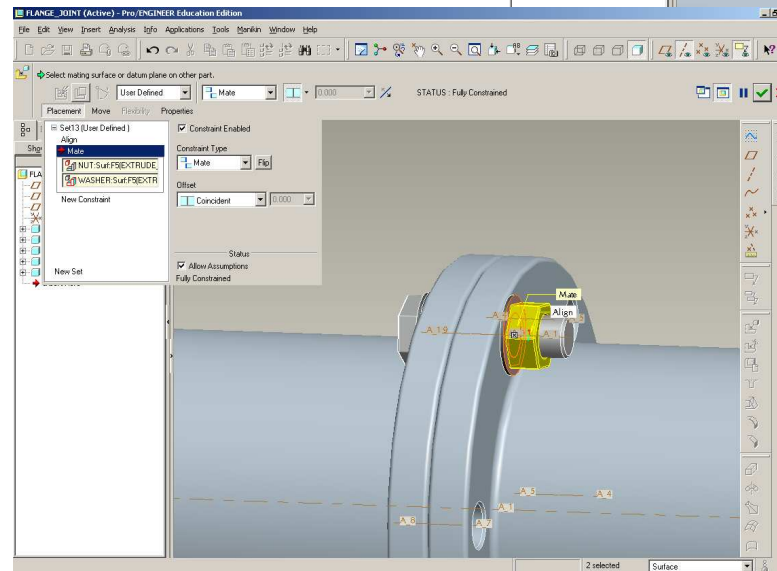 FLANGE_JOINT (Active) - Pro/ENGINEER Education Edition
File Edit View Insert Analysis Info Applications Tools Manikin Window Help
Select mating surface or datum plane on other part.
User Defined Mate 0.000 STATUS : Fully Constrained
Placement Move Flexibility Properties
Set13 (User Defined )
Align
Mate
NUT:Surf:F5(EXTRUDE_
WASHER:Surf:F5(EXTR
New Constraint
New Set
Constraint Enabled
Constraint Type
Mate Flip
Offset
Coincident 0.000
Status
Allow Assumptions
Fully Constrained
FLA
Mate
Align
A_19
A_1
A_5
A_4
A_1
A_6
A_7
2 selected Surface